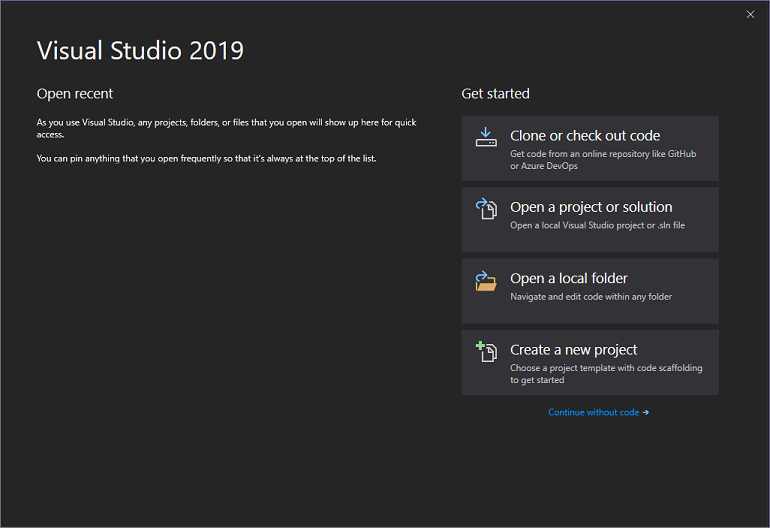 Visual Studio 2019
Open recent
As you use Visual Studio, any projects, folders, or files that you open will show up here for quick
access.
You can pin anything that you open frequently so that it's always at the top of the list.
Get started
Clone or check out code
Get code from an online repository like GitHub
or Azure DevOps
Open a project or solution
Open a local Visual Studio project or .sln file
Open a local folder
Navigate and edit code within any folder
Create a new project
Choose a project template with code scaffolding
to get started
Continue without code →